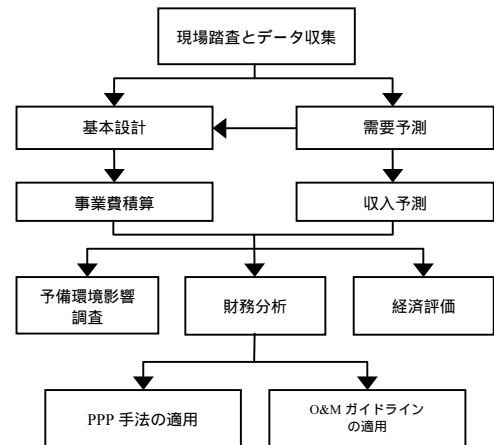 現場踏査とデータ収集
基本設計
需要予測
事業費積算
収入予測
予備環境影響
調査
財務分析
経済評価
PPP 手法の適用
O&M ガイドライン
の適用